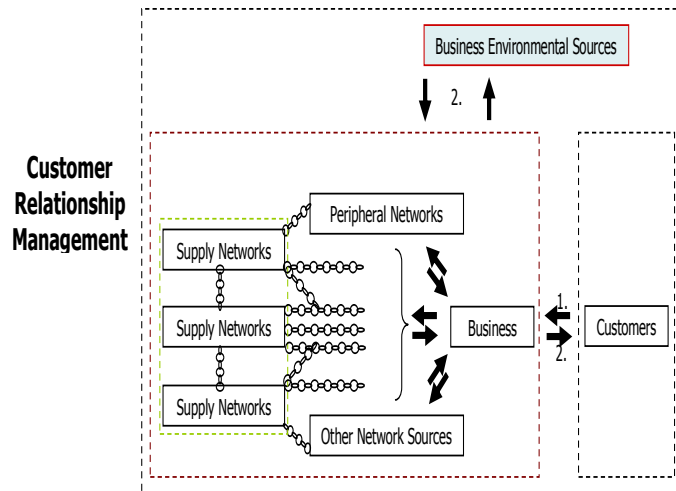 Business Environmental Sources
2.
Customer
Relationship
Management
Peripheral Networks
Supply Networks
Supply Networks
Business
1.
2.
Customers
Supply Networks
Other Network Sources